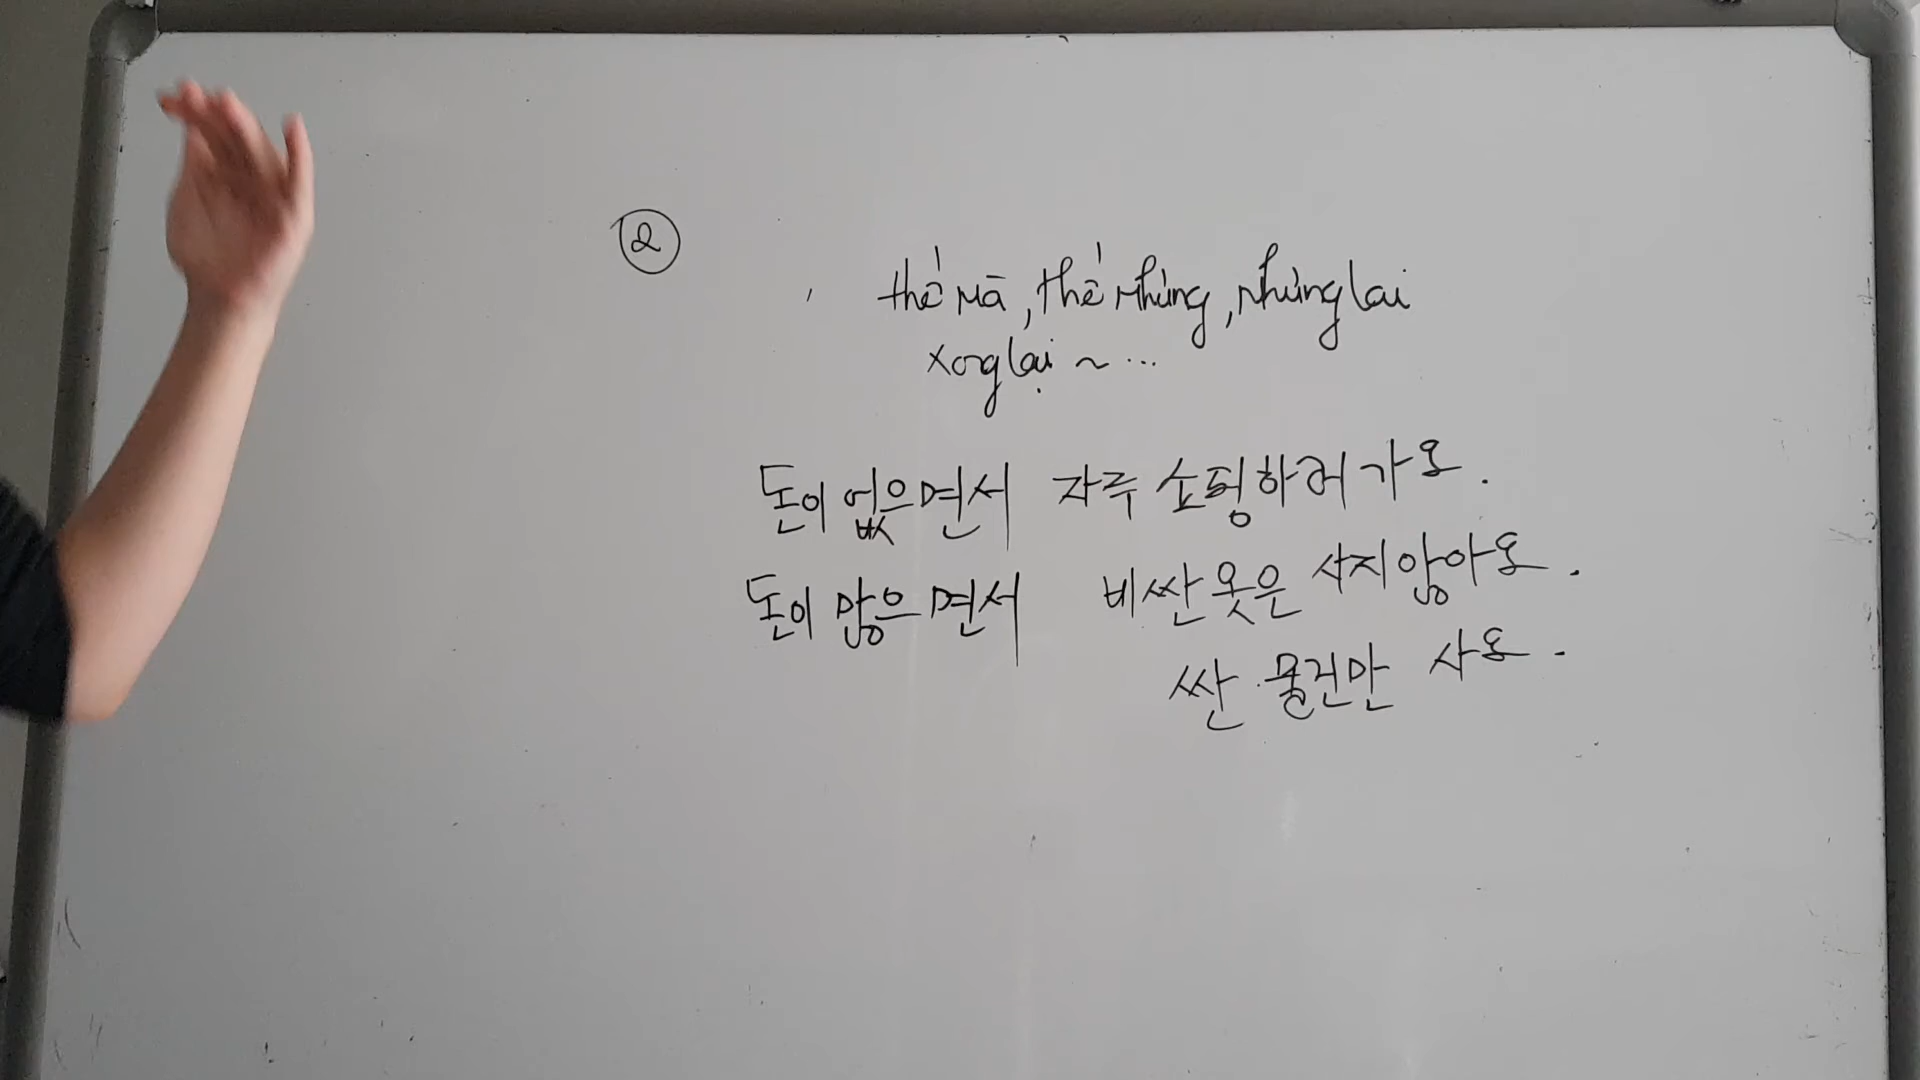 ②
thế mà, thế nhưng, nhưng lại
xong lại ~ ...
돈이 없으면서 자루 쇼핑하러 가요.
돈이 많으면서 비싼 옷은 사지 않아요.
싼 물건만 사요.